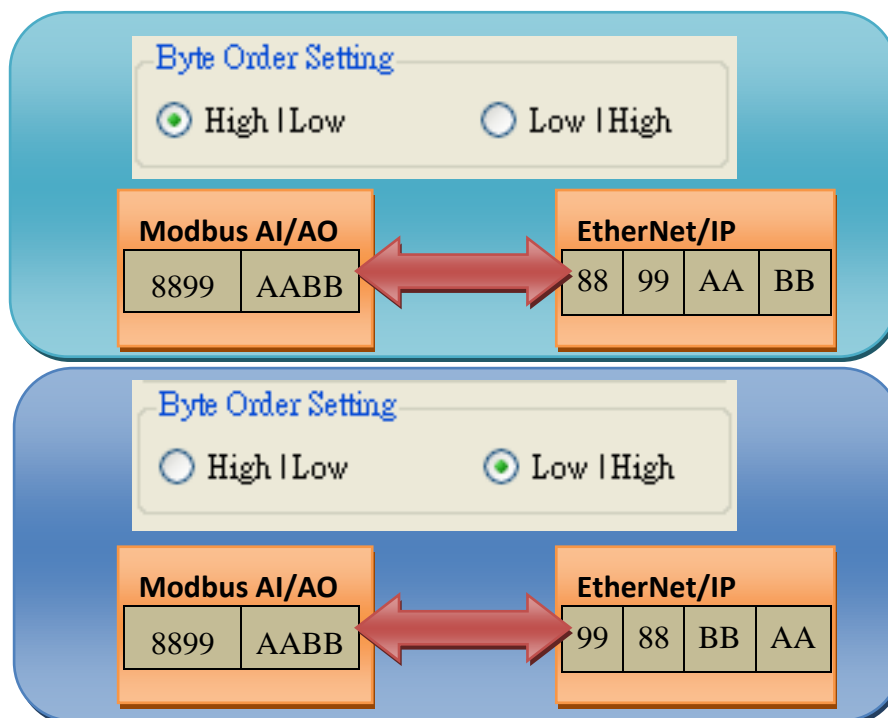 Byte Order Setting
High | Low Low | High
Modbus AI/AO EtherNet/IP
8899 AABB 88 99 AA BB
Byte Order Setting
High | Low Low | High
Modbus AI/AO EtherNet/IP
8899 AABB 99 88 BB AA